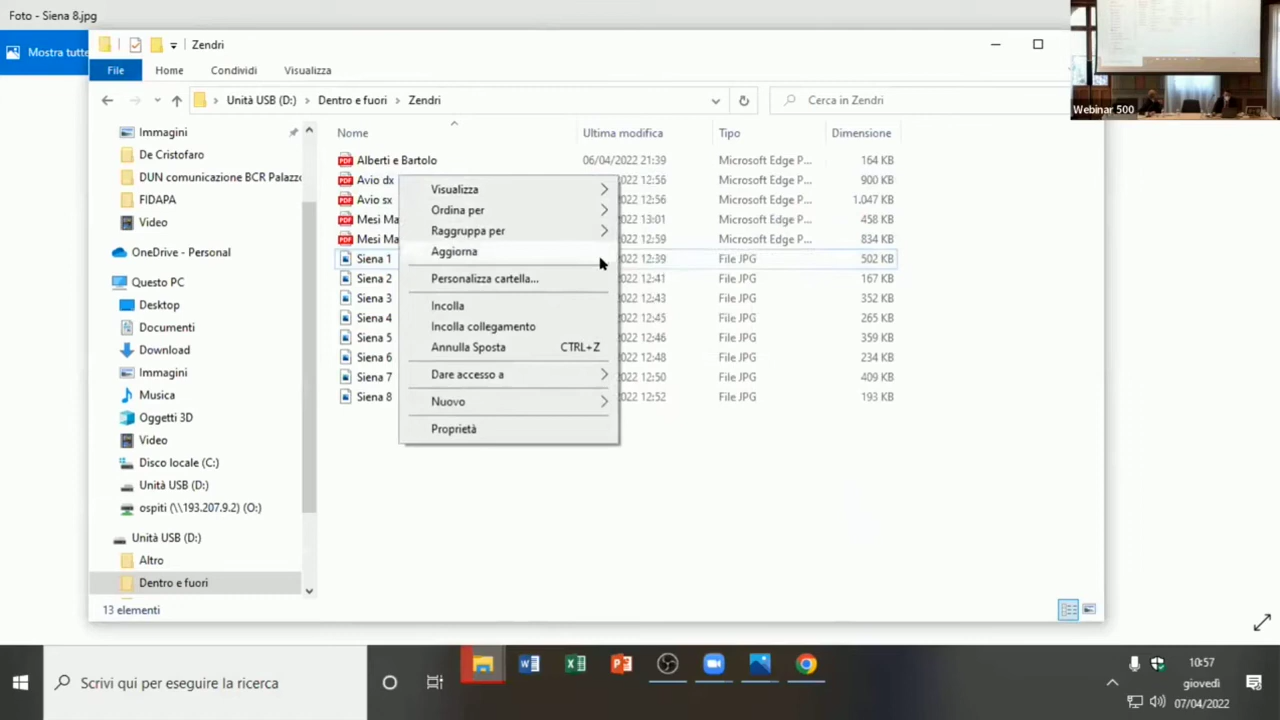 Foto - Siena 8.jpg
Mostra tutte
Zendri
File Home Condividi Visualizza
Unità USB (D:) Dentro e fuori Zendri
Cerca in Zendri
Webinar 500
Immagini
De Cristofaro
DUN comunicazione BCR Palazzo
FIDAPA
Video
OneDrive - Personal
Questo PC
Desktop
Documenti
Download
Immagini
Musica
Oggetti 3D
Video
Disco locale (C:)
Unità USB (D:)
ospiti (\\193.207.9.2) (O:)
Unità USB (D:)
Altro
Dentro e fuori
Nome Ultima modifica Tipo Dimensione
PDF Alberti e Bartolo 06/04/2022 21:39 Microsoft Edge P... 164 KB
PDF Avio dx 2022 12:56 Microsoft Edge P... 900 KB
PDF Avio sx 2022 12:56 Microsoft Edge P... 1.047 KB
PDF Mesi Ma 2022 13:01 Microsoft Edge P... 458 KB
PDF Mesi Ma 2022 12:59 Microsoft Edge P... 834 KB
Siena 1 2022 12:39 File JPG 502 KB
Siena 2 2022 12:41 File JPG 167 KB
Siena 3 2022 12:43 File JPG 352 KB
Siena 4 2022 12:45 File JPG 265 KB
Siena 5 2022 12:46 File JPG 359 KB
Siena 6 2022 12:48 File JPG 234 KB
Siena 7 2022 12:50 File JPG 409 KB
Siena 8 2022 12:52 File JPG 193 KB
Visualizza
Ordina per
Raggruppa per
Aggiorna
Personalizza cartella...
Incolla
Incolla collegamento
Annulla Sposta CTRL+Z
Dare accesso a
Nuovo
Proprietà
13 elementi
Scrivi qui per eseguire la ricerca
10:57
giovedì
07/04/2022